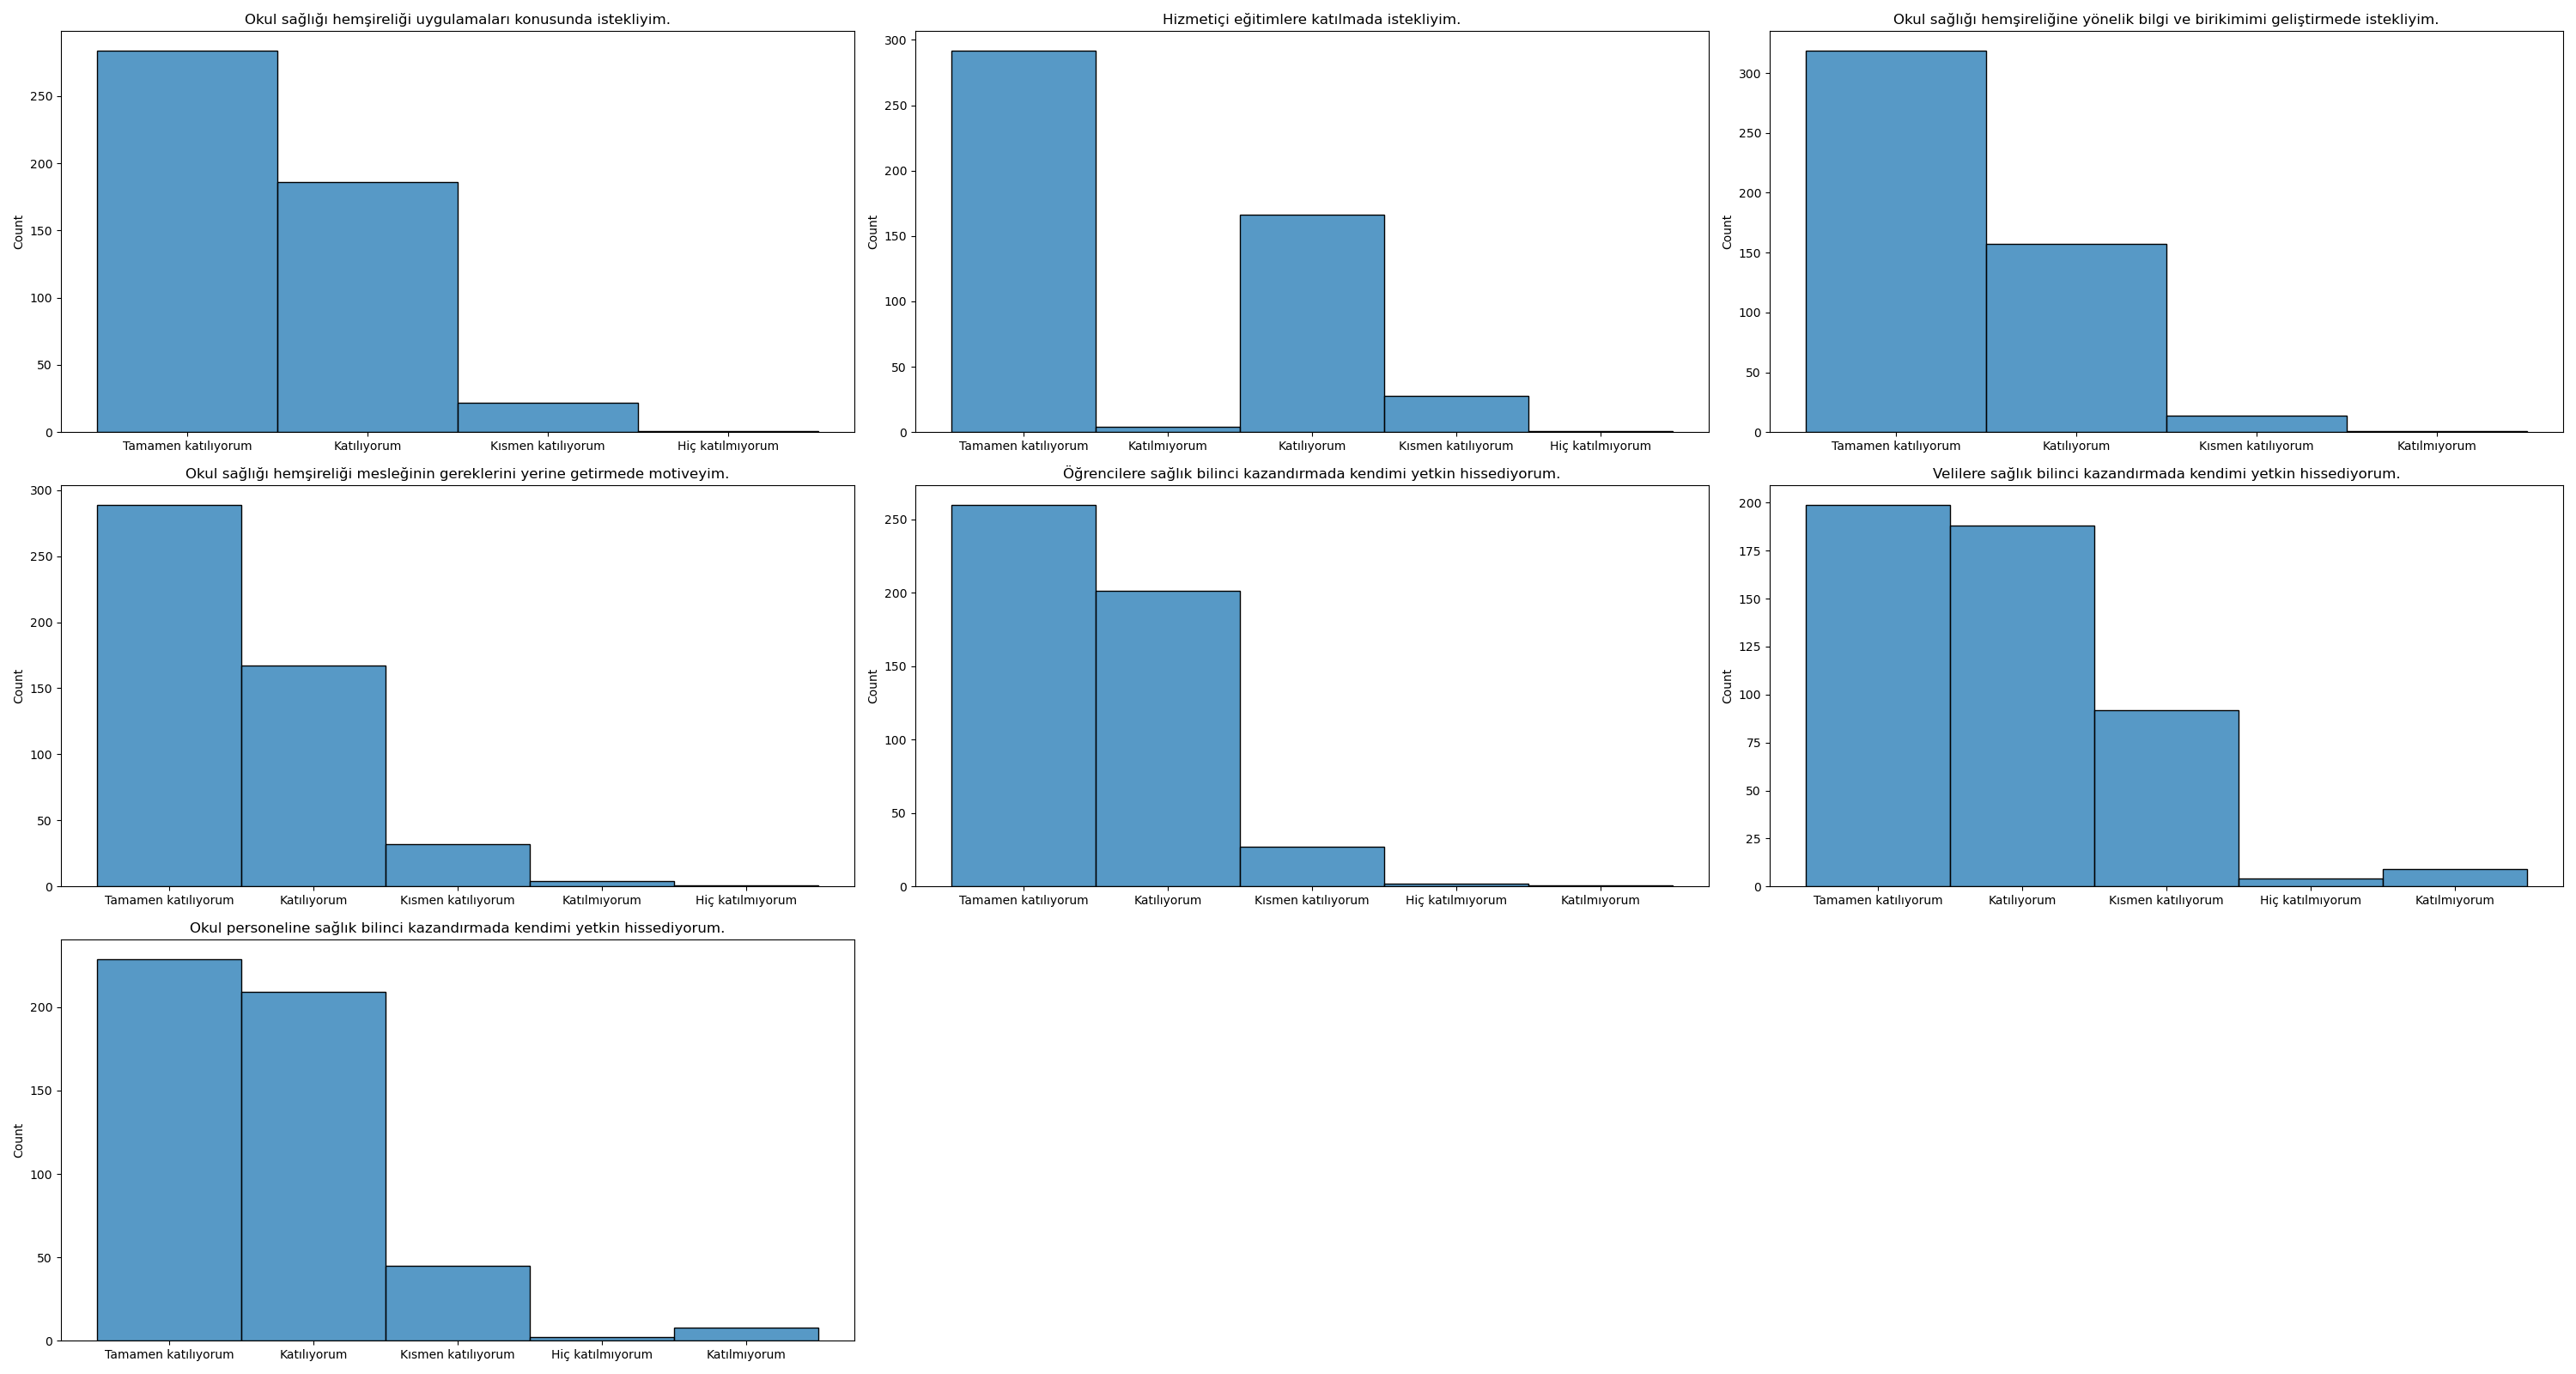 Okul sağlığı hemşireliği uygulamaları konusunda istekliyim.
Count
250
200
150
100
50
0
Tamamen katılıyorum Katılıyorum Kısmen katılıyorum Hiç katılmıyorum
Hizmetiçi eğitimlere katılmada istekliyim.
Count
300
250
200
150
100
50
0
Tamamen katılıyorum Katılmıyorum Katılıyorum Kısmen katılıyorum Hiç katılmıyorum
Okul sağlığı hemşireliğine yönelik bilgi ve birikimimi geliştirmede istekliyim.
Count
300
250
200
150
100
50
0
Tamamen katılıyorum Katılıyorum Kısmen katılıyorum Katılmıyorum
Okul sağlığı hemşireliği mesleğinin gereklerini yerine getirmede motiveyim.
Count
300
250
200
150
100
50
0
Tamamen katılıyorum Katılıyorum Kısmen katılıyorum Katılmıyorum Hiç katılmıyorum
Öğrencilere sağlık bilinci kazandırmada kendimi yetkin hissediyorum.
Count
250
200
150
100
50
0
Tamamen katılıyorum Katılıyorum Kısmen katılıyorum Hiç katılmıyorum Katılmıyorum
Velilere sağlık bilinci kazandırmada kendimi yetkin hissediyorum.
Count
200
175
150
125
100
75
50
25
0
Tamamen katılıyorum Katılıyorum Kısmen katılıyorum Hiç katılmıyorum Katılmıyorum
Okul personeline sağlık bilinci kazandırmada kendimi yetkin hissediyorum.
Count
200
150
100
50
0
Tamamen katılıyorum Katılıyorum Kısmen katılıyorum Hiç katılmıyorum Katılmıyorum